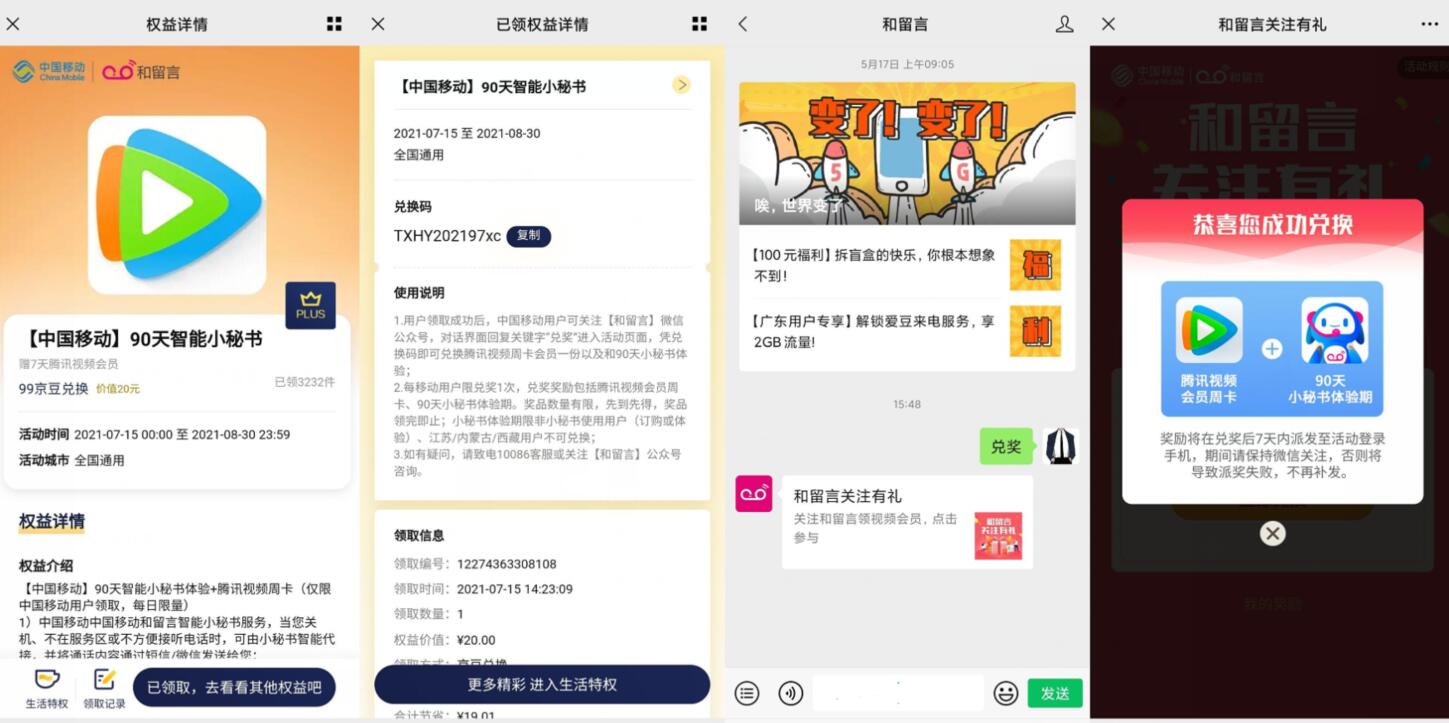 权益详情
中国移动
China Mobile
和留言
PLUS
【中国移动】90天智能小秘书
赠7天腾讯视频会员
99京豆兑换 价值20元
已领3232件
活动时间 2021-07-15 00:00 至 2021-08-30 23:59
活动城市 全国通用
权益详情
权益介绍
【中国移动】90天智能小秘书体验+腾讯视频周卡（仅限
中国移动用户领取，每日限量）
1）中国移动中国移动和留言智能小秘书服务，当您关
机、不在服务区或不方便接听电话时，可由小秘书智能代
接，并将通话内容通过短信/微信发送给您；
生活特权
领取记录
已领取，去看看其他权益吧
已领权益详情
【中国移动】90天智能小秘书
2021-07-15 至 2021-08-30
全国通用
兑换码
TXHY202197xc 复制
使用说明
1.用户领取成功后，中国移动用户可关注【和留言】微信
公众号，对话界面回复关键字“兑奖”进入活动页面，凭兑
换码即可兑换腾讯视频周卡会员一份以及和90天小秘书体
验；
2.每移动用户限兑奖1次，兑奖奖励包括腾讯视频会员周
卡、90天小秘书体验期。奖品数量有限，先到先得，奖品
领完即止；小秘书体验期限非小秘书使用用户（订购或体
验）、江苏/内蒙古/西藏用户不可兑换；
3.如有疑问，请致电10086客服或关注【和留言】公众号
咨询。
领取信息
领取编号：12274363308108
领取时间：2021-07-15 14:23:09
领取数量：1
权益价值：¥20.00
领取方式：京豆兑换
更多精彩 进入生活特权
合计节省：¥19.01
和留言
5月17日 上午09:05
变了！变了！
5 G
唉，世界变了
【100元福利】拆盲盒的快乐，你根本想象
不到！
福
【广东用户专享】解锁爱豆来电服务，享
2GB 流量！
利
15:48
兑奖
和留言关注有礼
关注和留言领视频会员，点击
参与
和留言
关注有礼
发送
和留言关注有礼
中国移动
China Mobile
和留言
活动规则
和留言
关注有礼
恭喜您成功兑换
腾讯视频
会员周卡
90天
小秘书体验期
奖励将在兑奖后7天内派发至活动登录
手机，期间请保持微信关注，否则将
导致派奖失败，不再补发。
我的奖励